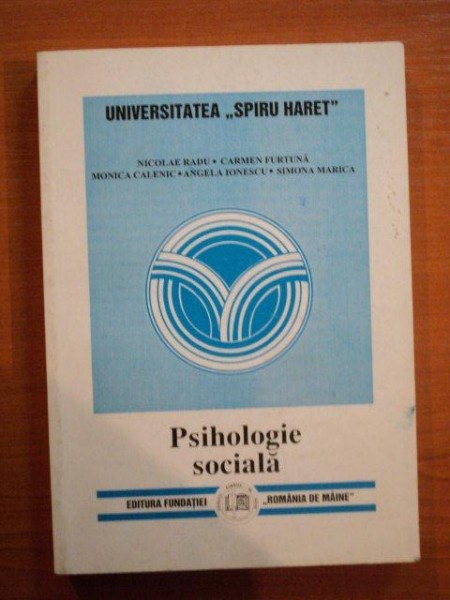 UNIVERSITATEA „SPIRU HARET”
NICOLAE RADU • CARMEN FURTUNĂ
MONICA CALENIC • ANGELA IONESCU • SIMONA MARICA
Psihologie
socială
EDITURA FUNDAȚIEI „ROMÂNIA DE MÂINE”